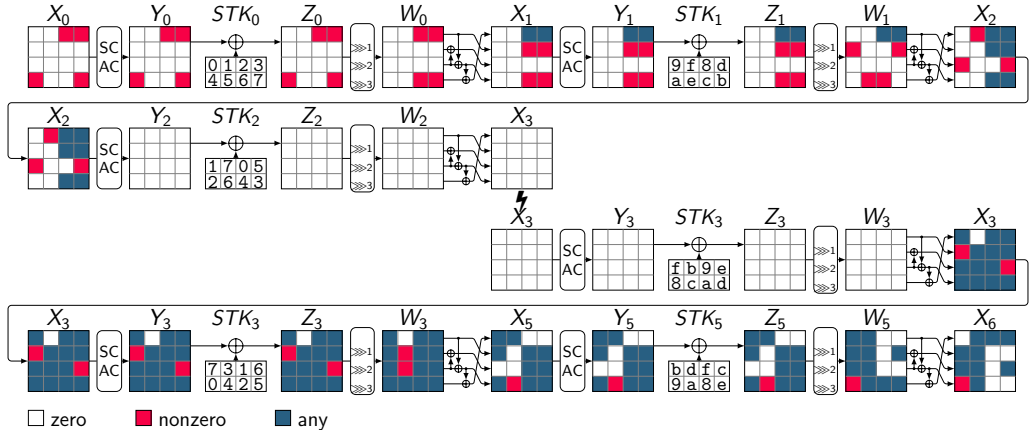 X0 Y0 STK0 Z0 W0 X1 Y1 STK1 Z1 W1 X2
SC AC 0 1 2 3 ⋙1 SC AC 9 f 8 d ⋙1
4 5 6 7 ⋙2 a e c b ⋙2
⋙3 ⋙3
X2 Y2 STK2 Z2 W2 X3
SC AC 1 7 0 5 ⋙1
2 6 4 3 ⋙2
⋙3
X3 Y3 STK3 Z3 W3 X3
SC AC f b 9 e ⋙1
8 c a d ⋙2
⋙3
X3 Y3 STK3 Z3 W3 X5 Y5 STK5 Z5 W5 X6
SC AC 7 3 1 6 ⋙1 SC AC b d f c ⋙1
0 4 2 5 ⋙2 9 a 8 e ⋙2
⋙3 ⋙3
zero nonzero any